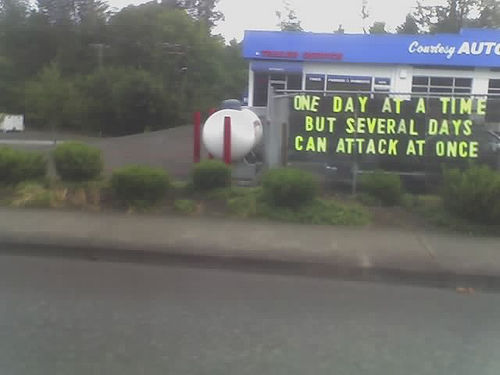 Courtesy AUTO
ONE DAY AT A TIME
BUT SEVERAL DAYS
CAN ATTACK AT ONCE